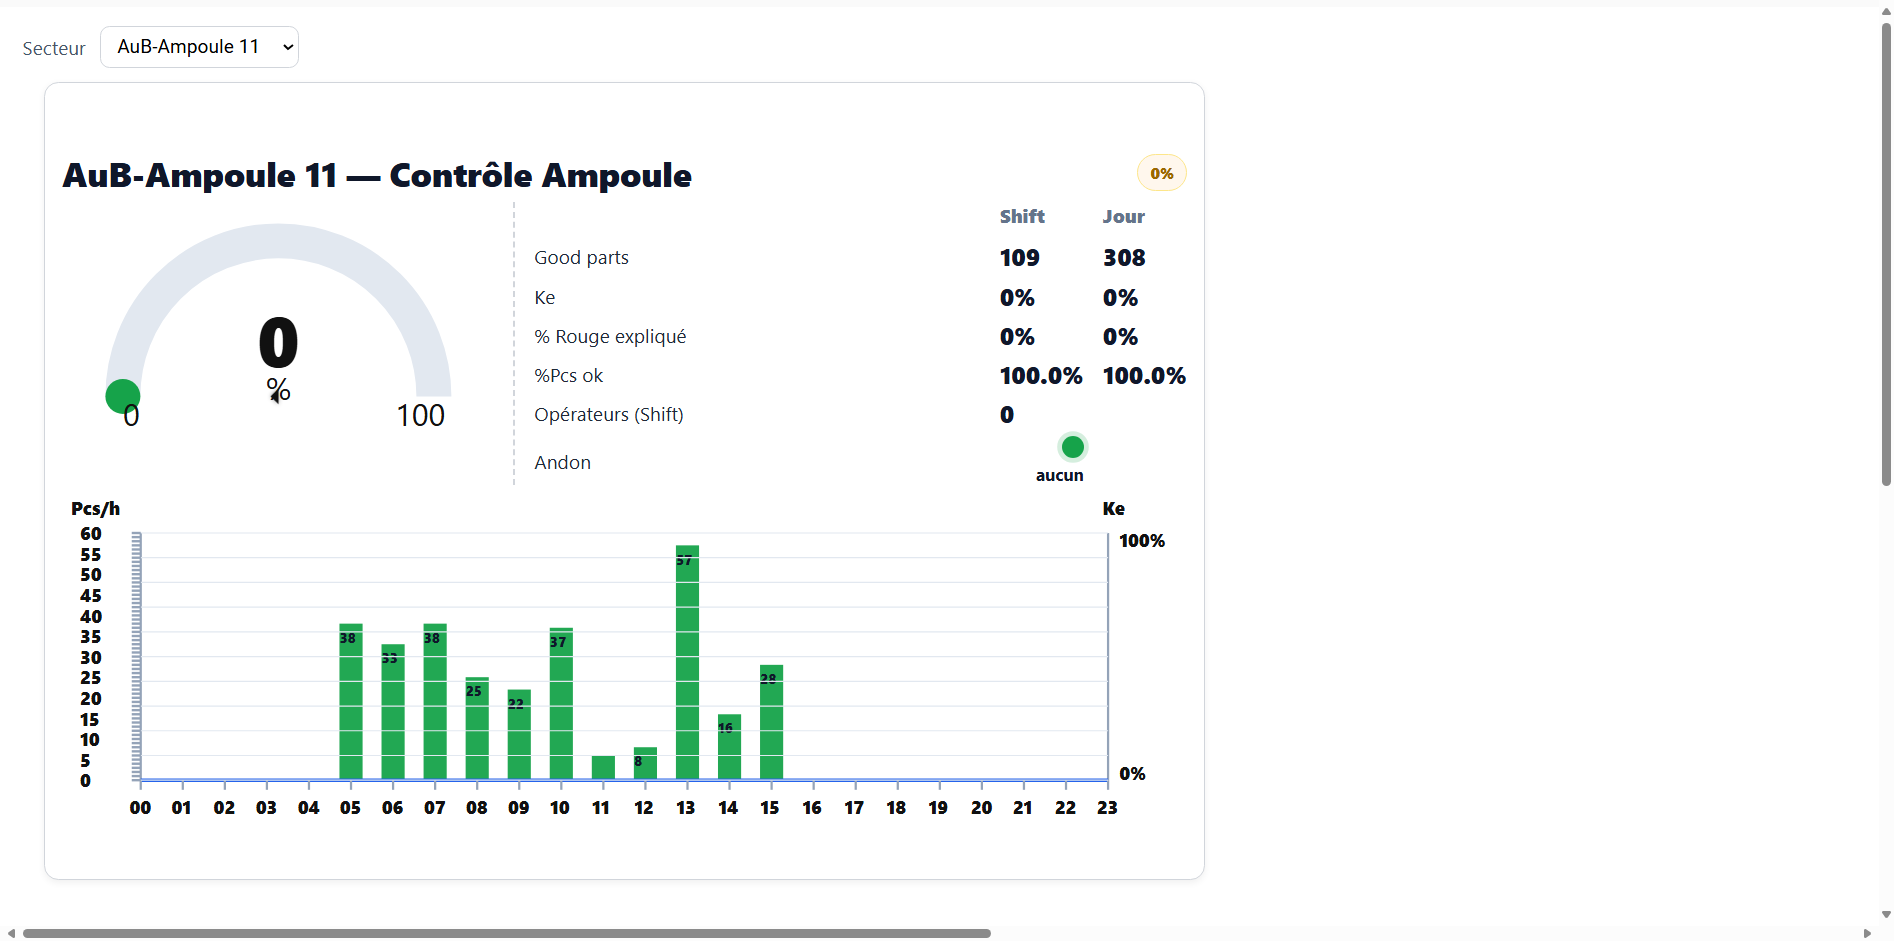 Secteur AuB-Ampoule 11
AuB-Ampoule 11 — Contrôle Ampoule 0%
Shift Jour
Good parts 109 308
Ke 0% 0%
% Rouge expliqué 0% 0%
%Pcs ok 100.0% 100.0%
Opérateurs (Shift) 0
Andon
aucun
0
%
0 100
Pcs/h Ke
60
55
50
45
40
35
30
25
20
15
10
5
0
100%
0%
38 33 38 25 22 37 8 57 16 28
00 01 02 03 04 05 06 07 08 09 10 11 12 13 14 15 16 17 18 19 20 21 22 23